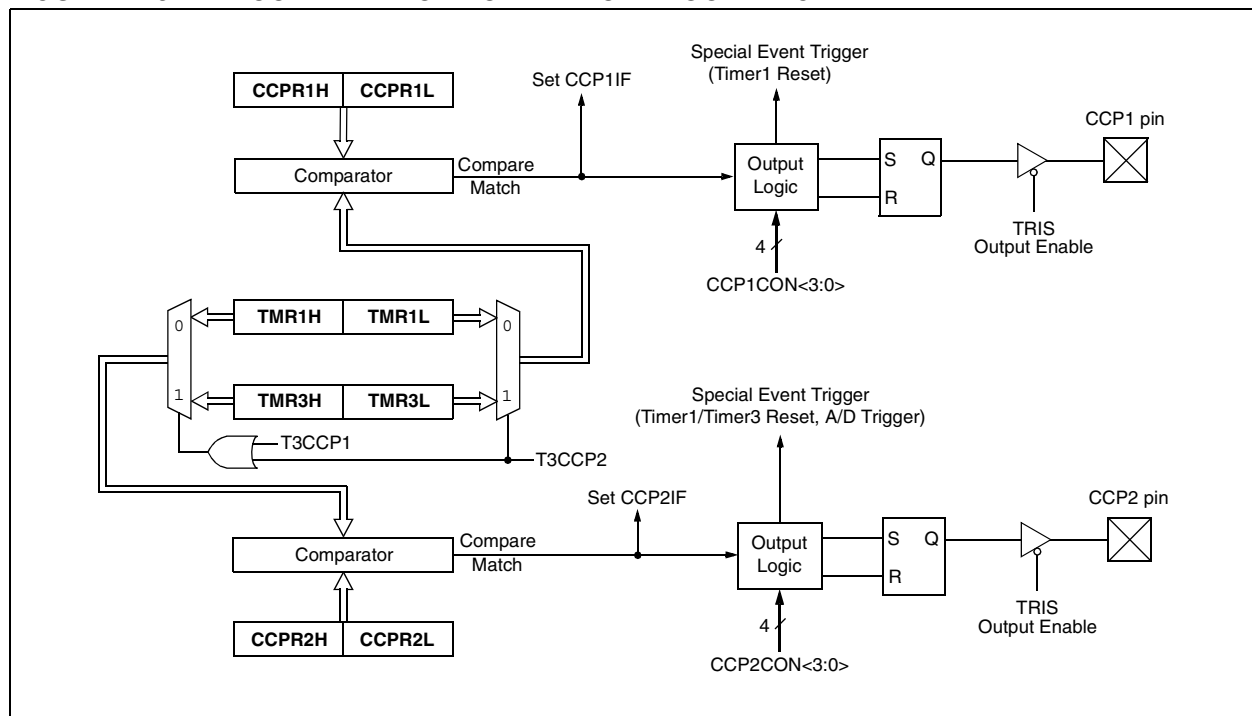 Special Event Trigger
(Timer1 Reset)
Set CCP1IF
CCPR1H CCPR1L
CCP1 pin
Comparator
Compare
Match
Output
Logic
S Q
R
TRIS
Output Enable
4
CCP1CON<3:0>
0 TMR1H TMR1L 0
1 TMR3H TMR3L 1
T3CCP1
T3CCP2
Special Event Trigger
(Timer1/Timer3 Reset, A/D Trigger)
Set CCP2IF
CCP2 pin
Comparator
Compare
Match
Output
Logic
S Q
R
TRIS
Output Enable
4
CCPR2H CCPR2L
CCP2CON<3:0>